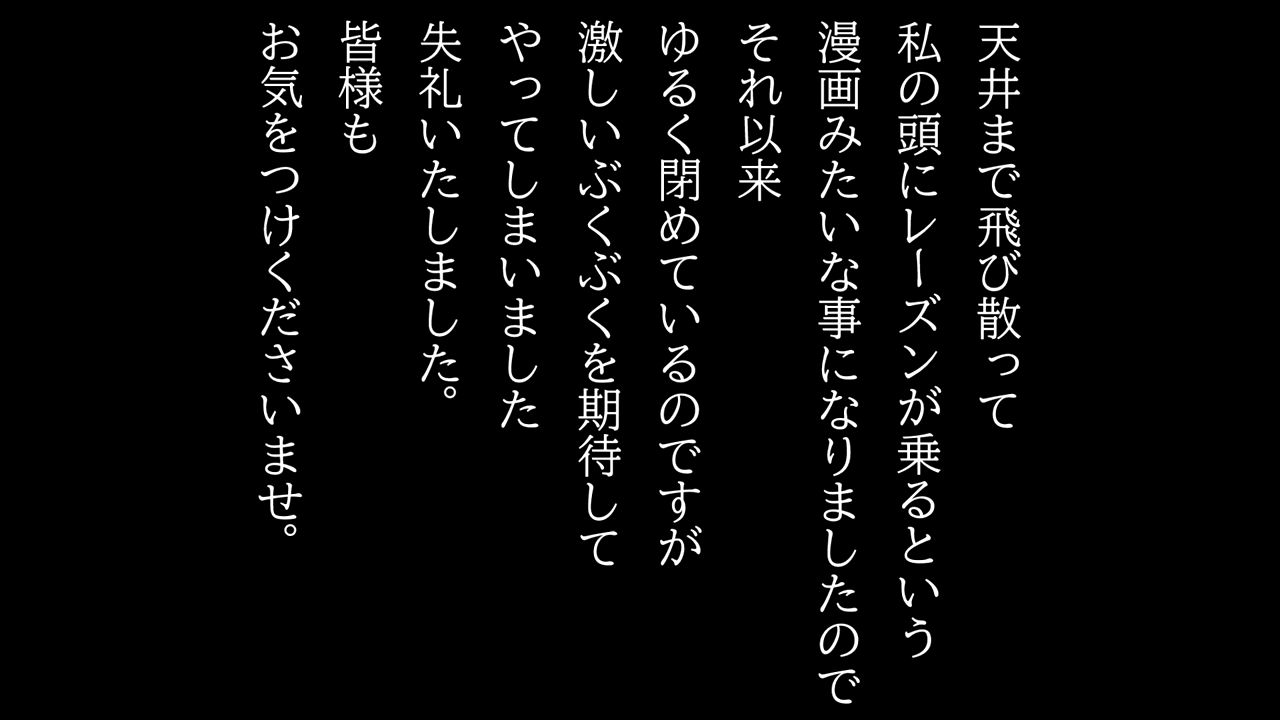 天井まで飛び散って
私の頭にレーズンが乗るという
漫画みたいな事になりましたので
それ以来
ゆるく閉めているのですが
激しいぶくぶくを期待して
やってしまいました
失礼いたしました。
皆様も
お気をつけくださいませ。